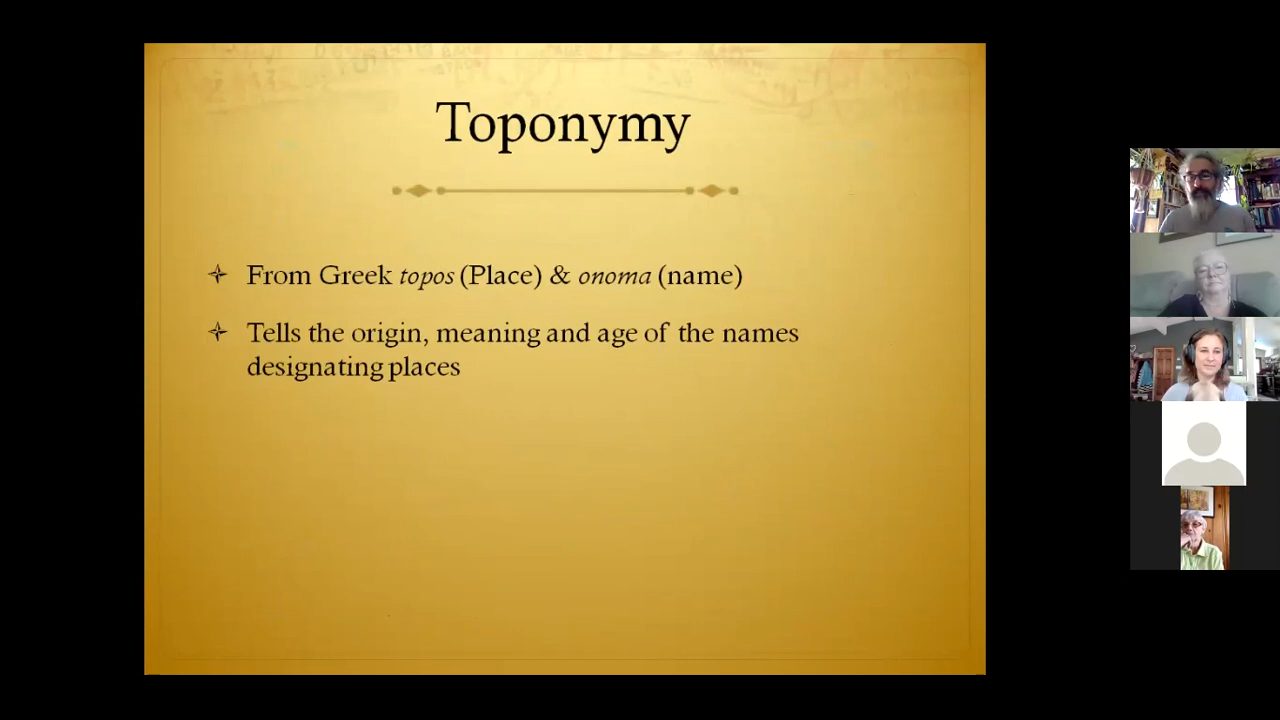 Toponymy
From Greek topos (Place) & onoma (name)
Tells the origin, meaning and age of the names
designating places